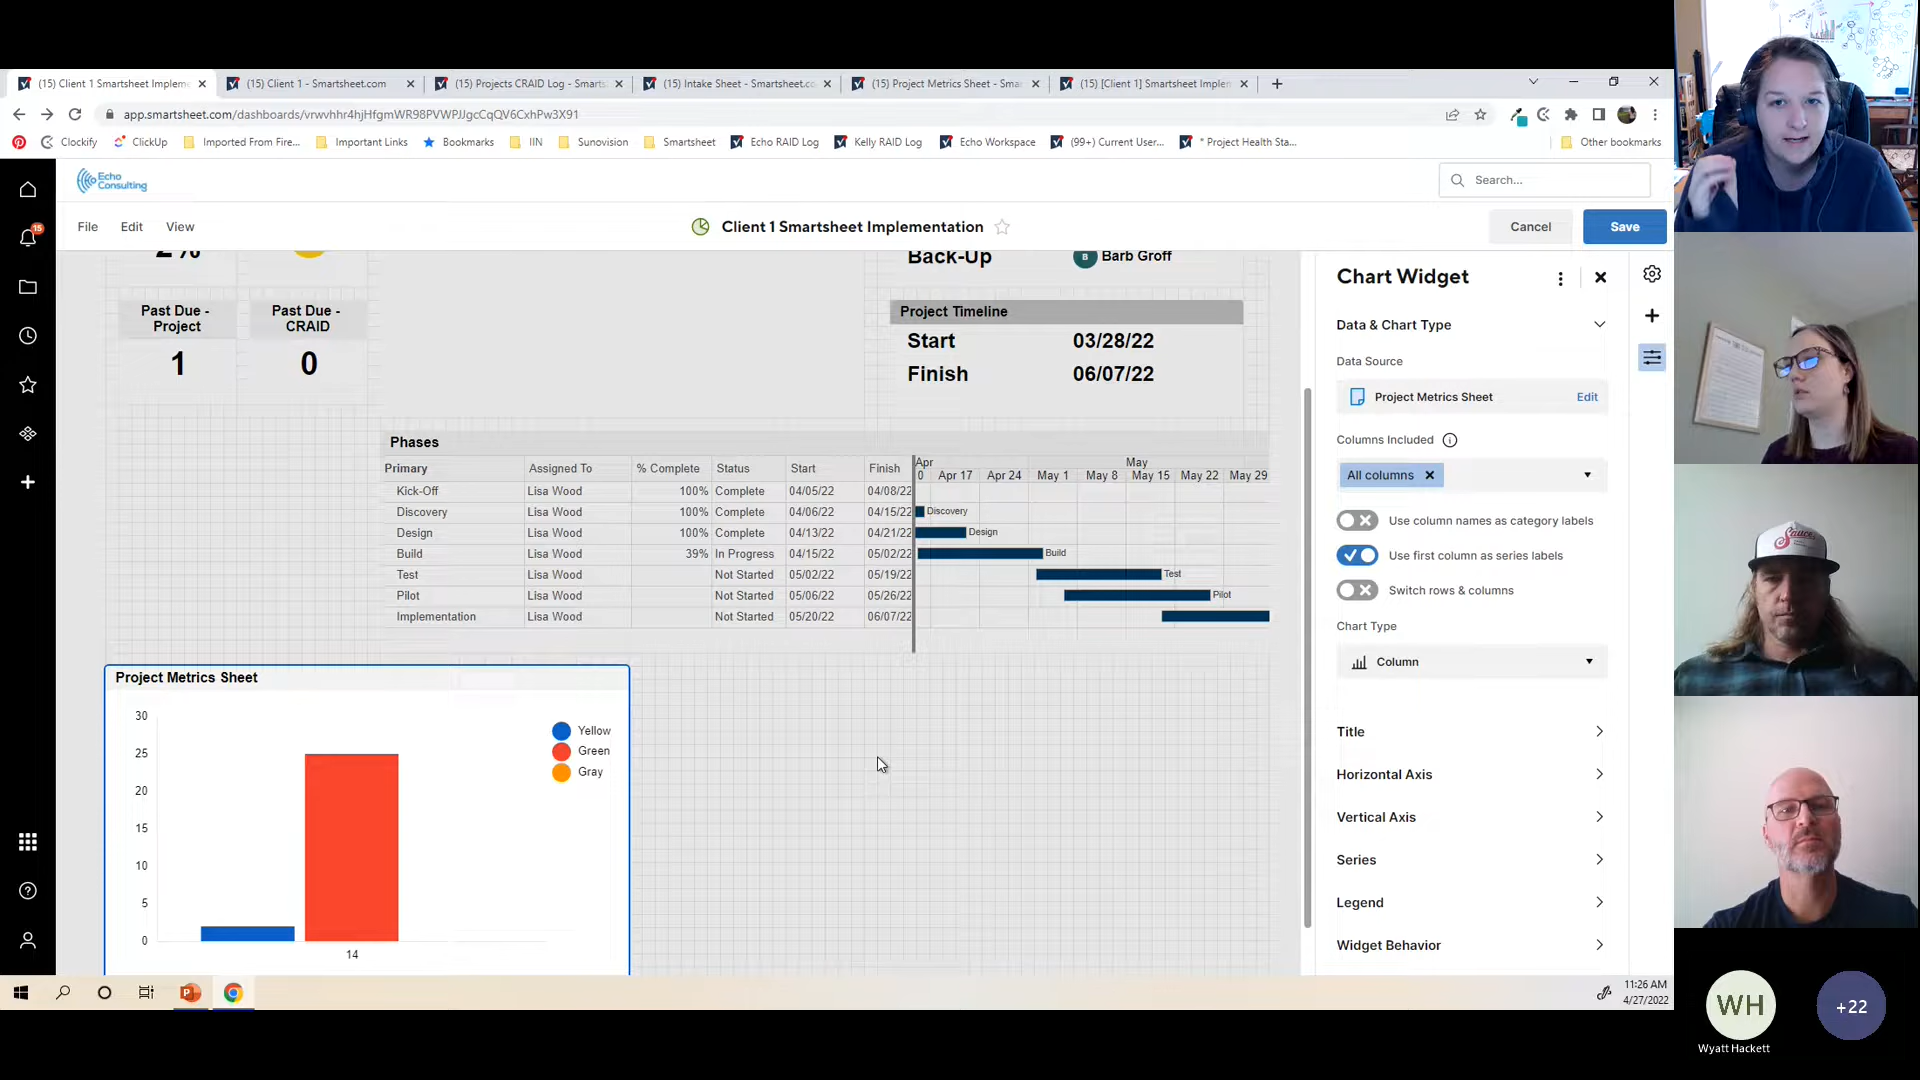 (15) Client 1 Smartsheet Impleme
(15) Client 1 - Smartsheet.com
(15) Projects CRAID Log - Smarts
(15) Intake Sheet - Smartsheet.co
(15) Project Metrics Sheet - Sma
(15) [Client 1] Smartsheet Implen
app.smartsheet.com/dashboards/vrwvhhr4hjHfgmWR98PVWPJJgcCqQV6CxhPw3X91
Clockify
ClickUp
Imported From Fire...
Important Links
Bookmarks
IIN
Sunovision
Smartsheet
Echo RAID Log
Kelly RAID Log
Echo Workspace
(99+) Current User...
* Project Health Sta...
Other bookmarks
Echo
Consulting
Search...
15
File Edit View
Client 1 Smartsheet Implementation
Cancel
Save
2%
Back-Up
B
Barb Groff
Past Due -
Project
1
Past Due -
CRAID
0
Project Timeline
Start 03/28/22
Finish 06/07/22
Phases
Primary Assigned To % Complete Status Start Finish
Apr May
0 Apr 17 Apr 24 May 1 May 8 May 15 May 22 May 29
Kick-Off Lisa Wood 100% Complete 04/05/22 04/08/22
Discovery Lisa Wood 100% Complete 04/06/22 04/15/22 Discovery
Design Lisa Wood 100% Complete 04/13/22 04/21/22 Design
Build Lisa Wood 39% In Progress 04/15/22 05/02/22 Build
Test Lisa Wood Not Started 05/02/22 05/19/22 Test
Pilot Lisa Wood Not Started 05/06/22 05/26/22 Pilot
Implementation Lisa Wood Not Started 05/20/22 06/07/22
Project Metrics Sheet
30
25
20
15
10
5
0
14
Yellow
Green
Gray
Chart Widget
Data & Chart Type
Data Source
Project Metrics Sheet Edit
Columns Included
All columns
Use column names as category labels
Use first column as series labels
Switch rows & columns
Chart Type
Column
Title
Horizontal Axis
Vertical Axis
Series
Legend
Widget Behavior
11:26 AM
4/27/2022
WH
Wyatt Hackett
+22